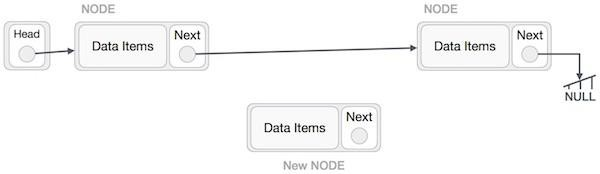 NODE
NODE
Head
Data Items
Next
Data Items
Next
NULL
Data Items
Next
New NODE